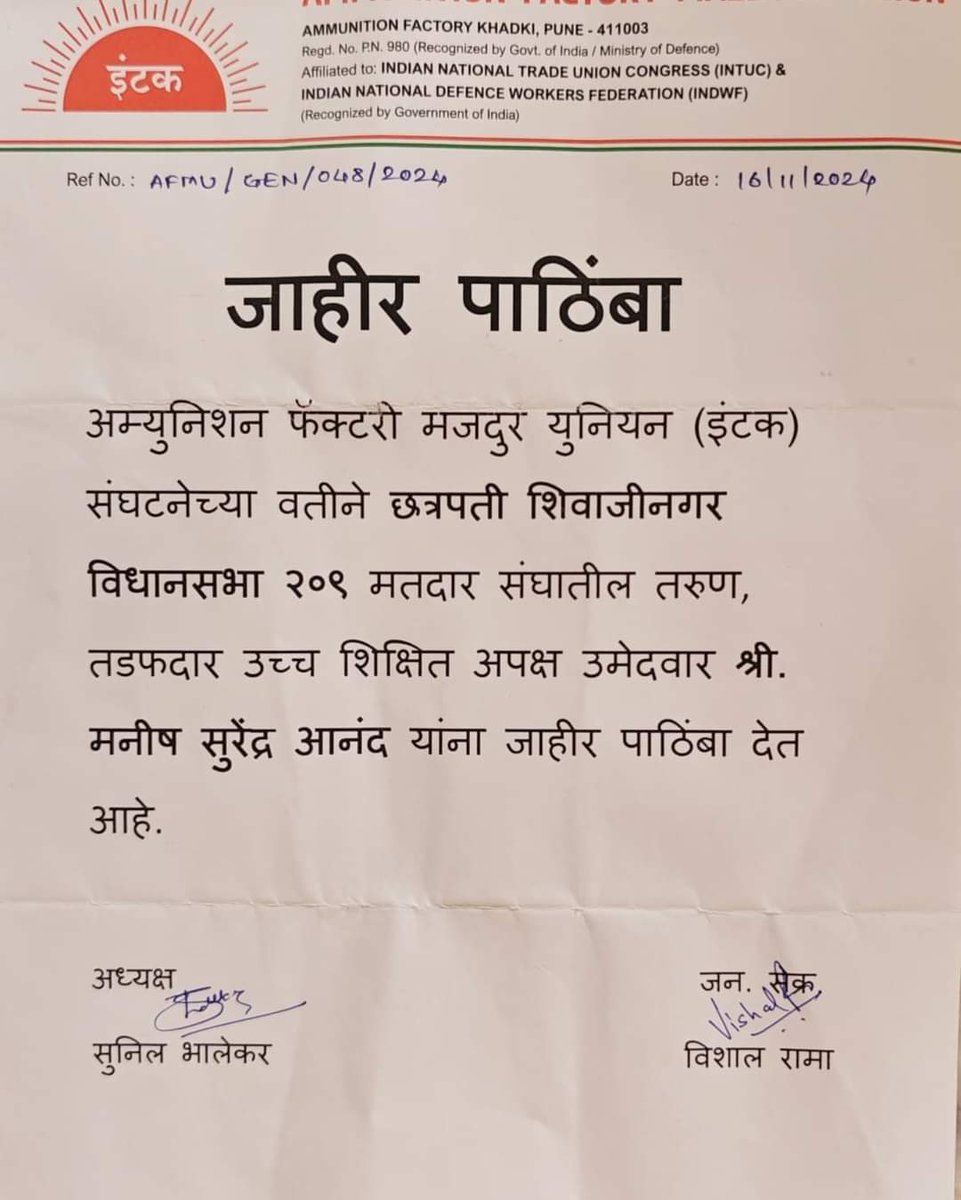 AMMUNITION FACTORY KHADKI, PUNE - 411003
Regd. No. P.N. 980 (Recognized by Govt. of India / Ministry of Defence)
इंटक
Affiliated to: INDIAN NATIONAL TRADE UNION CONGRESS (INTUC) &
INDIAN NATIONAL DEFENCE WORKERS FEDERATION (INDWF)
(Recognized by Government of India)
Ref No. : AFMU/GEN/048/2024 Date : 16/11/2024
जाहीर पाठिंबा
अम्युनिशन फॅक्टरी मजदुर युनियन (इंटक)
संघटनेच्या वतीने छत्रपती शिवाजीनगर
विधानसभा २०९ मतदार संघातील तरुण,
तडफदार उच्च शिक्षित अपक्ष उमेदवार श्री.
मनीष सुरेंद्र आनंद यांना जाहीर पाठिंबा देत
आहे.
अध्यक्ष जन. सेक्र.
Vishal
सुनिल भालेकर विशाल रामा